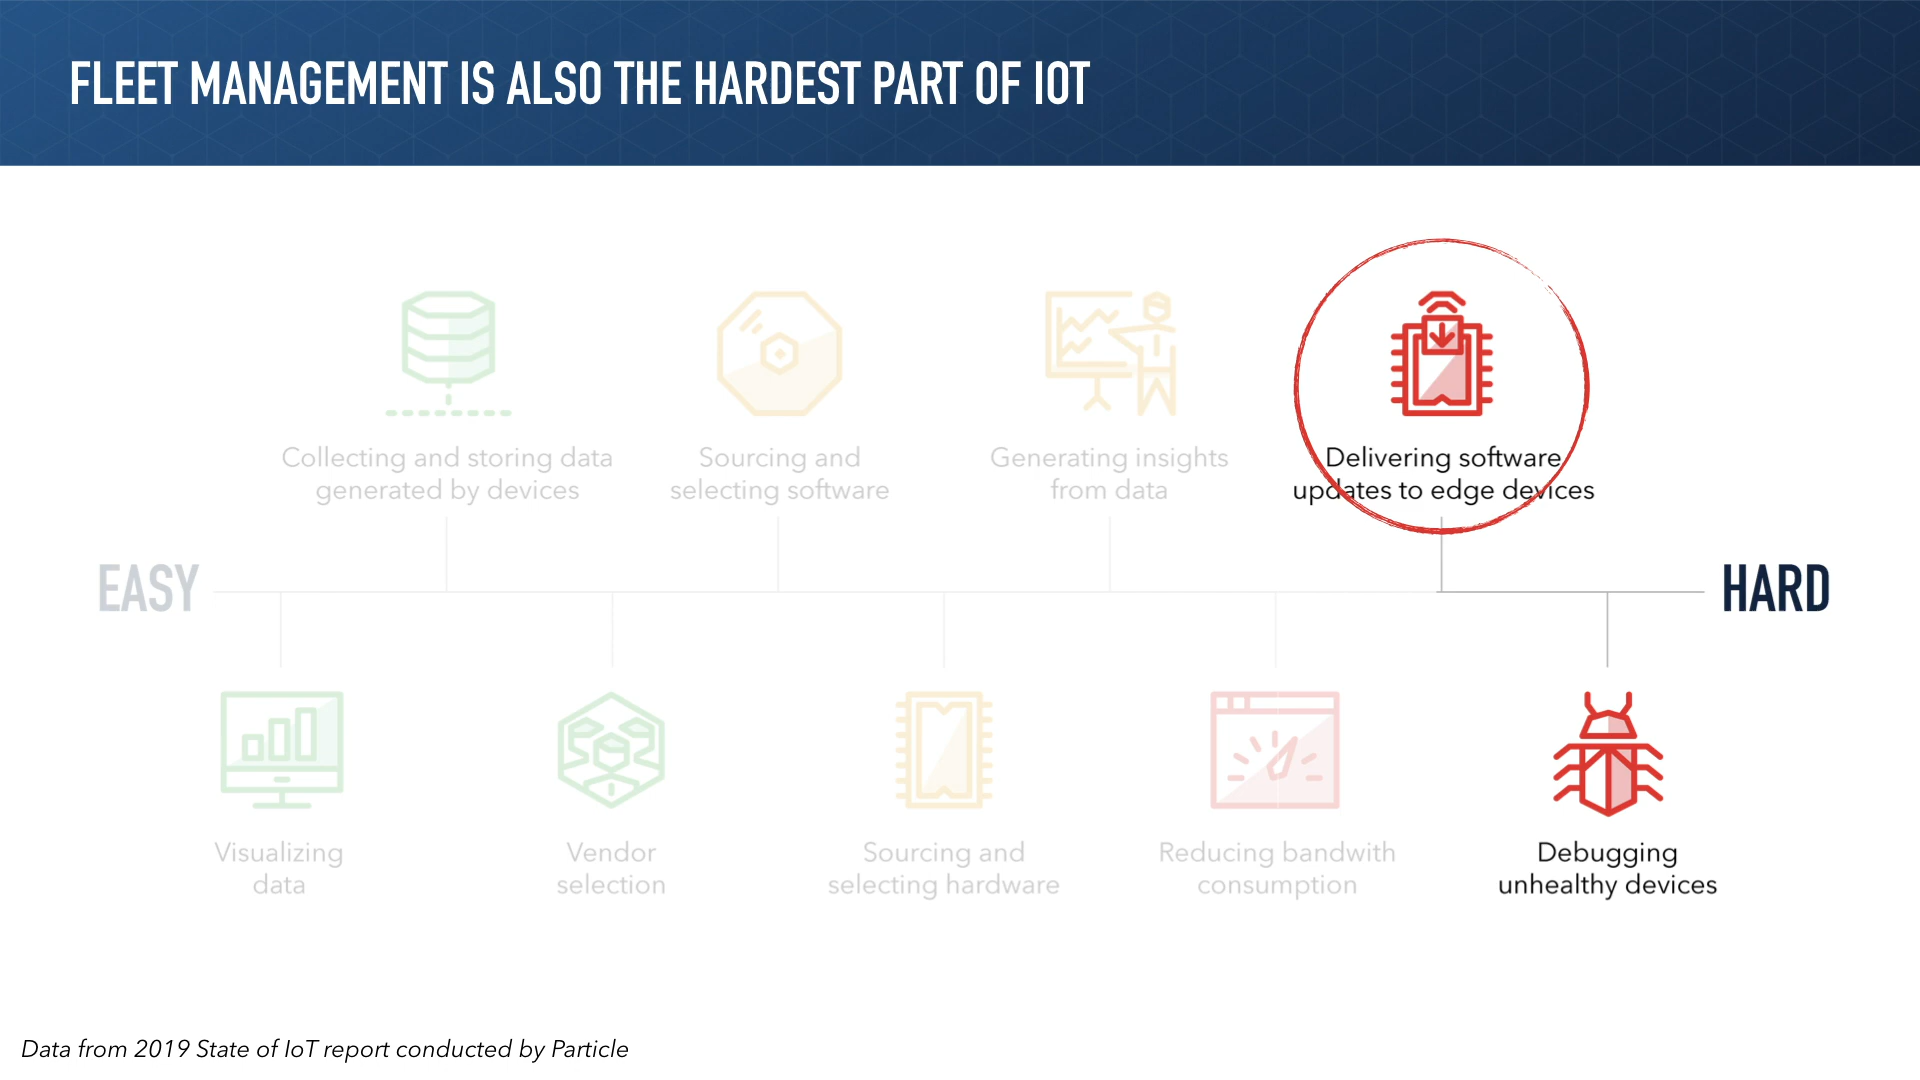 FLEET MANAGEMENT IS ALSO THE HARDEST PART OF IOT
Collecting and storing data
generated by devices
Sourcing and
selecting software
Generating insights
from data
Delivering software
updates to edge devices
EASY
HARD
Visualizing
data
Vendor
selection
Sourcing and
selecting hardware
Reducing bandwith
consumption
Debugging
unhealthy devices
Data from 2019 State of IoT report conducted by Particle